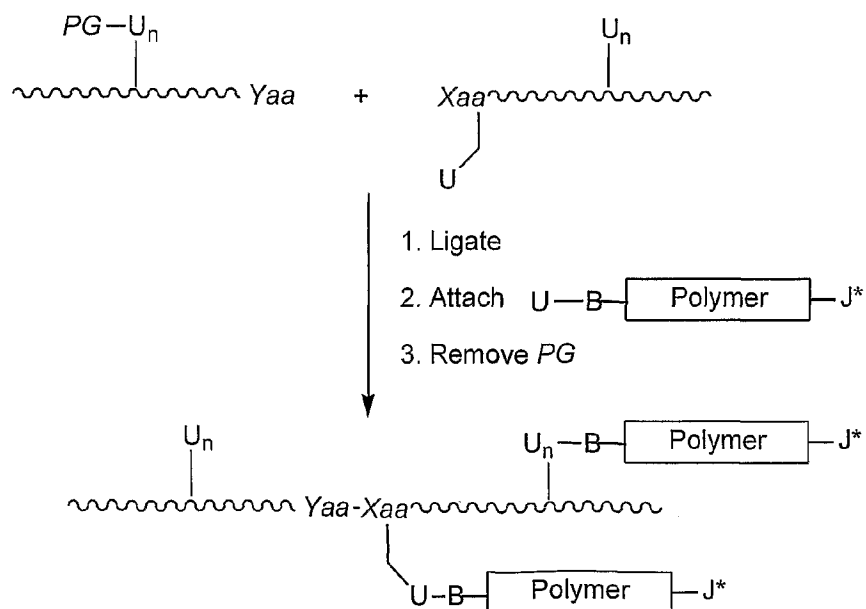 PG—Un Un
Yaa + Xaa
U
1. Ligate
2. Attach U—B—Polymer—J*
3. Remove PG
Un Un—B—Polymer—J*
Yaa-Xaa
U—B—Polymer—J*